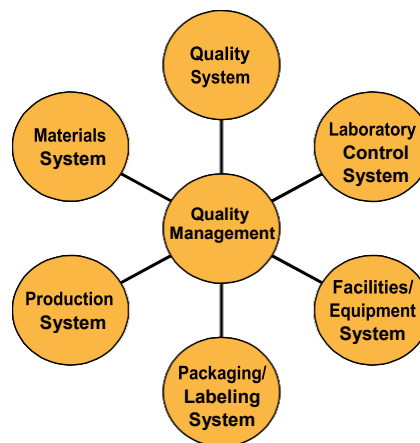 Quality
System
Materials
System
Laboratory
Control
System
Quality
Management
Production
System
Facilities/
Equipment
System
Packaging/
Labeling
System